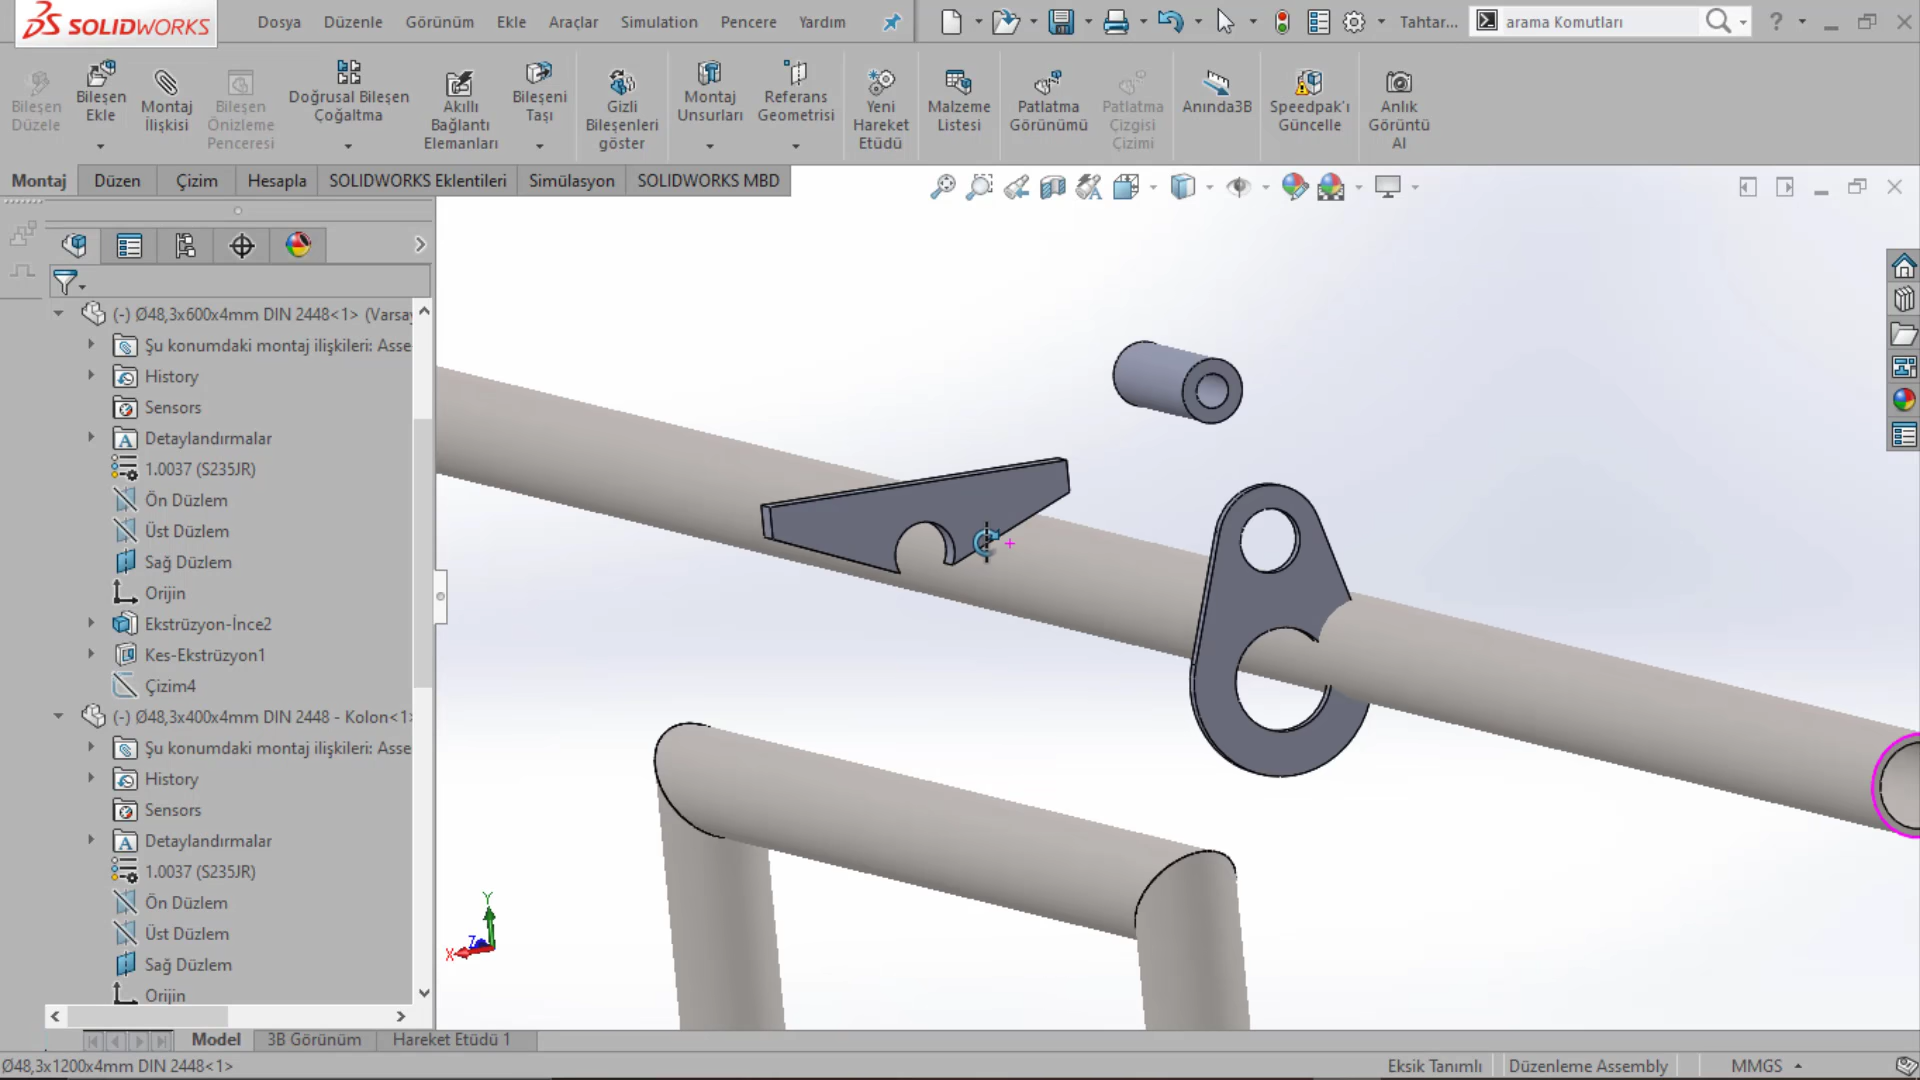 SOLIDWORKS
Dosya
Düzenle
Görünüm
Ekle
Araçlar
Simulation
Pencere
Yardım
Tahtar...
arama Komutları
?
Bileşen
Düzele
Bileşen
Ekle
Montaj
İlişkisi
Bileşen
Önizleme
Penceresi
Doğrusal Bileşen
Çoğaltma
Akıllı
Bağlantı
Elemanları
Bileşeni
Taşı
Gizli
Bileşenleri
göster
Montaj
Unsurları
Referans
Geometrisi
Yeni
Hareket
Etüdü
Malzeme
Listesi
Patlatma
Görünümü
Patlatma
Çizgisi
Çizimi
Anında3B
Speedpak'ı
Güncelle
Anlık
Görüntü
Al
Montaj
Düzen
Çizim
Hesapla
SOLIDWORKS Eklentileri
Simülasyon
SOLIDWORKS MBD
(-) Ø48,3x600x4mm DIN 2448<1> (Varsay
Şu konumdaki montaj ilişkileri: Asse
History
Sensors
Detaylandırmalar
1.0037 (S235JR)
Ön Düzlem
Üst Düzlem
Sağ Düzlem
Orijin
Ekstrüzyon-İnce2
Kes-Ekstrüzyon1
Çizim4
(-) Ø48,3x400x4mm DIN 2448 - Kolon<1>
Şu konumdaki montaj ilişkileri: Asse
History
Sensors
Detaylandırmalar
1.0037 (S235JR)
Ön Düzlem
Üst Düzlem
Sağ Düzlem
Orijin
Y
Z
X
Model
3B Görünüm
Hareket Etüdü 1
Ø48,3x1200x4mm DIN 2448<1>
Eksik Tanımlı
Düzenleme Assembly
MMGS